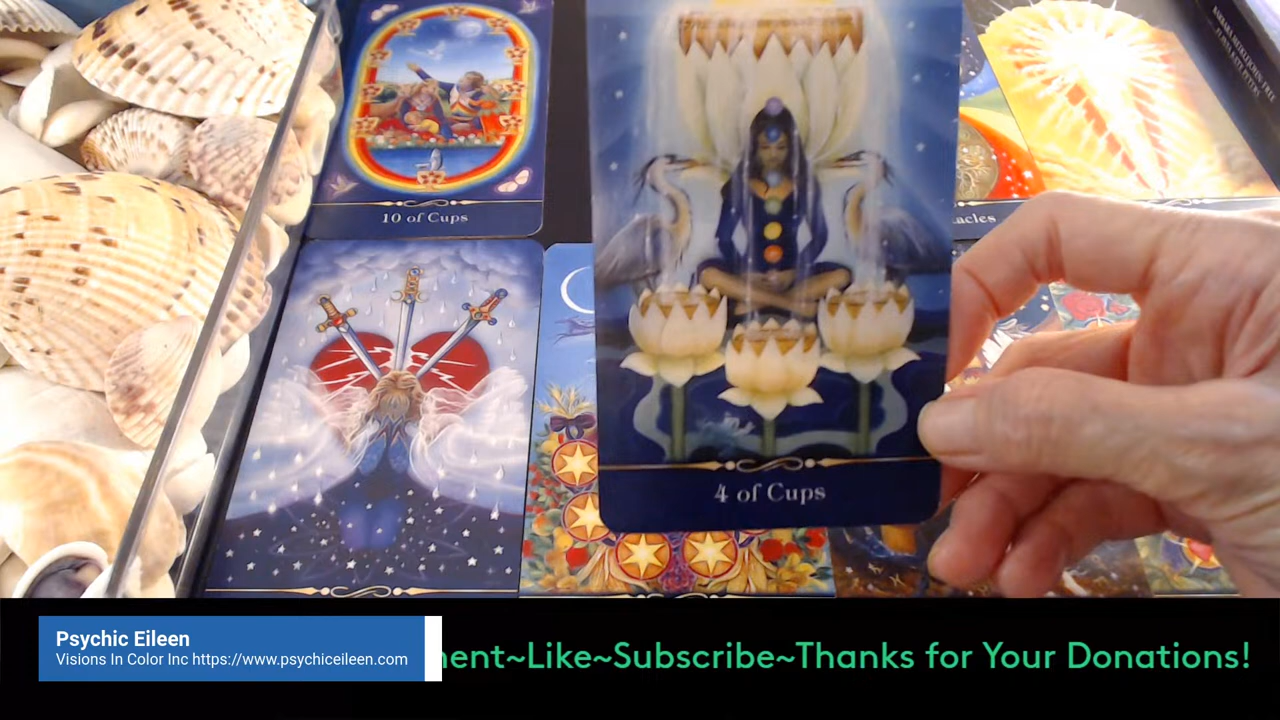 10 of Cups
acles
4 of Cups
Psychic Eileen
Visions In Color Inc https://www.psychiceileen.com
nent~Like~Subscribe~Thanks for Your Donations!